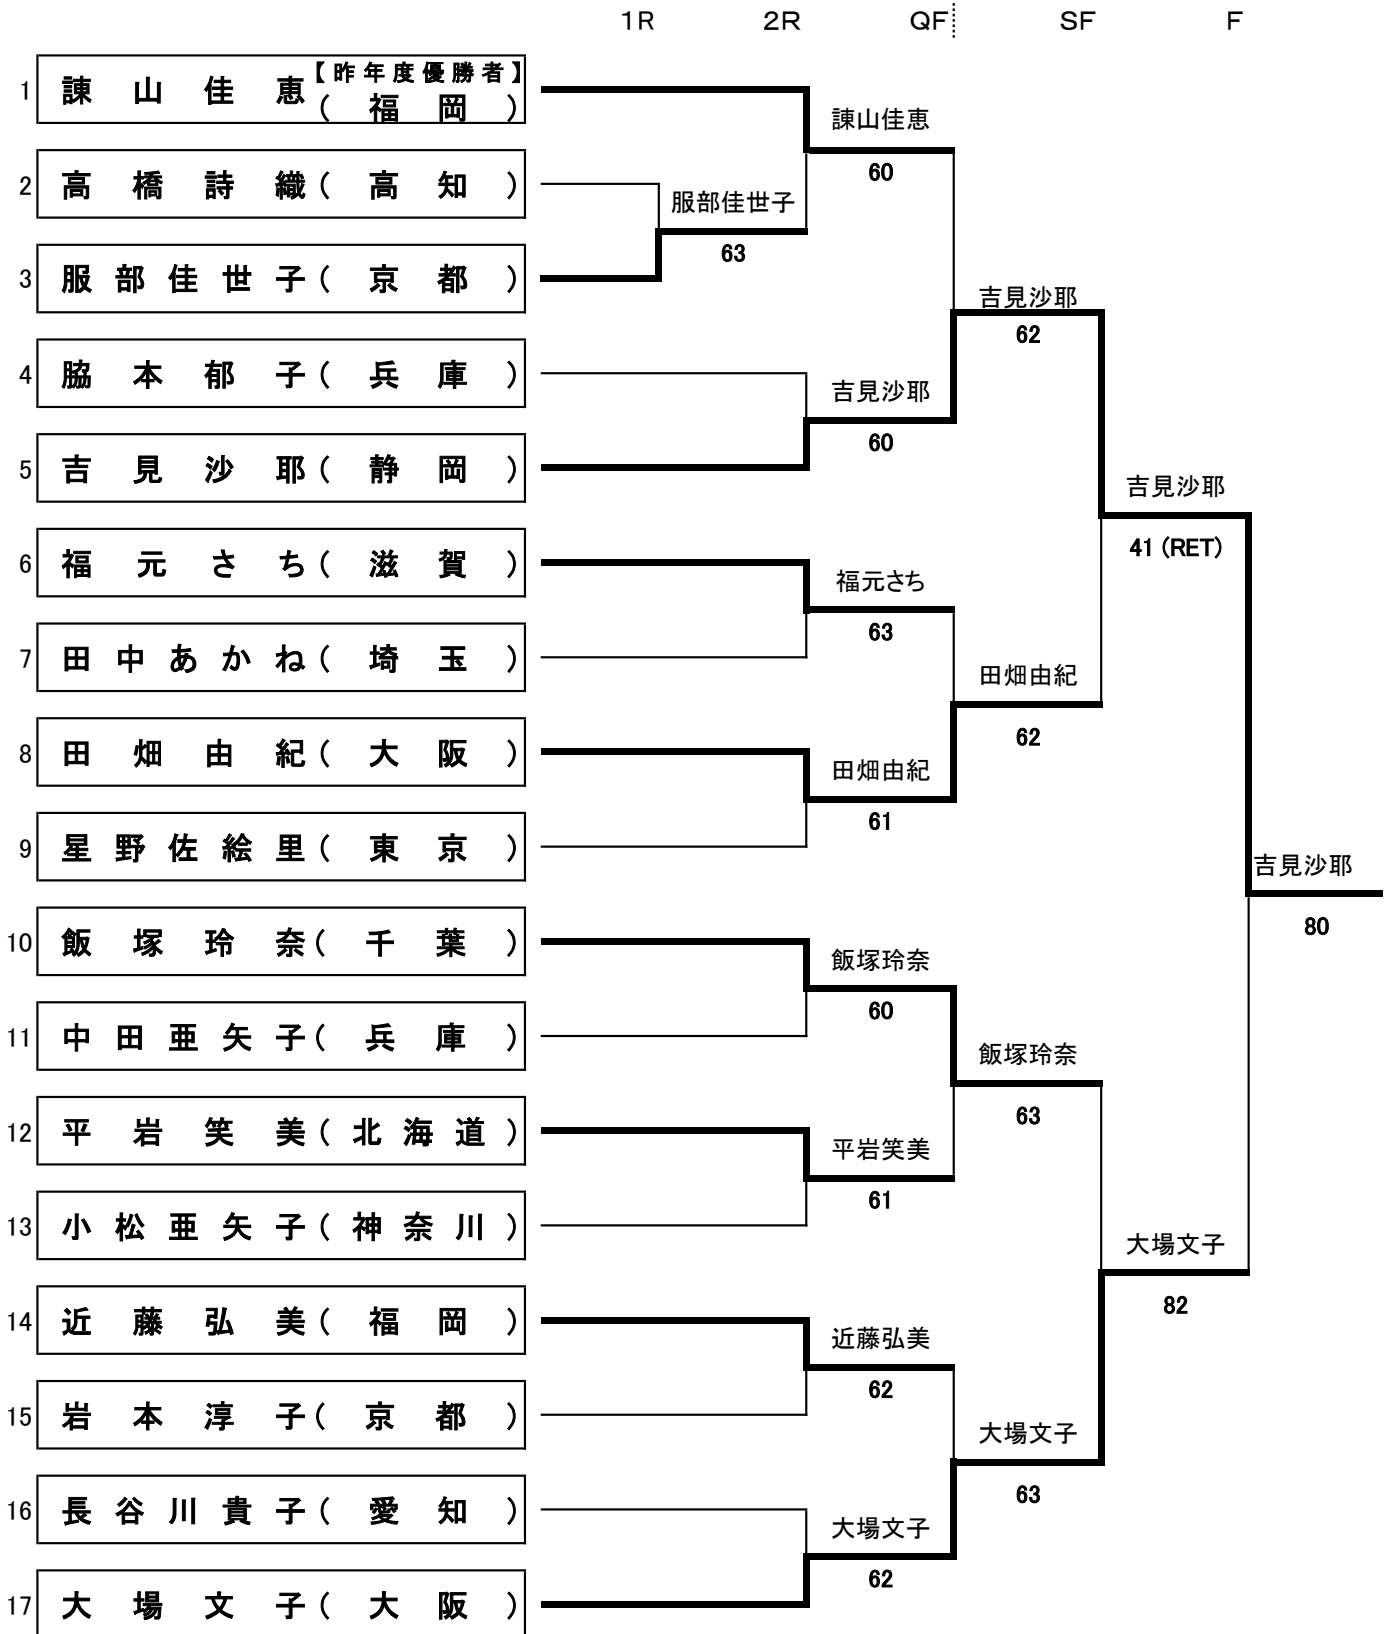 1R 2R QF SF F
1 諌山佳恵 【昨年度優勝者】
(福岡)
諌山佳恵
60
2 高橋詩織(高知)
服部佳世子
63
3 服部佳世子(京都)
吉見沙耶
62
4 脇本郁子(兵庫)
吉見沙耶
60
5 吉見沙耶(静岡)
吉見沙耶
41 (RET)
6 福元さち(滋賀)
福元さち
63
7 田中あかね(埼玉)
田畑由紀
62
8 田畑由紀(大阪)
田畑由紀
61
9 星野佐絵里(東京)
吉見沙耶
80
10 飯塚玲奈(千葉)
飯塚玲奈
60
11 中田亜矢子(兵庫)
飯塚玲奈
63
12 平岩笑美(北海道)
平岩笑美
61
13 小松亜矢子(神奈川)
大場文子
82
14 近藤弘美(福岡)
近藤弘美
62
15 岩本淳子(京都)
大場文子
63
16 長谷川貴子(愛知)
大場文子
62
17 大場文子(大阪)